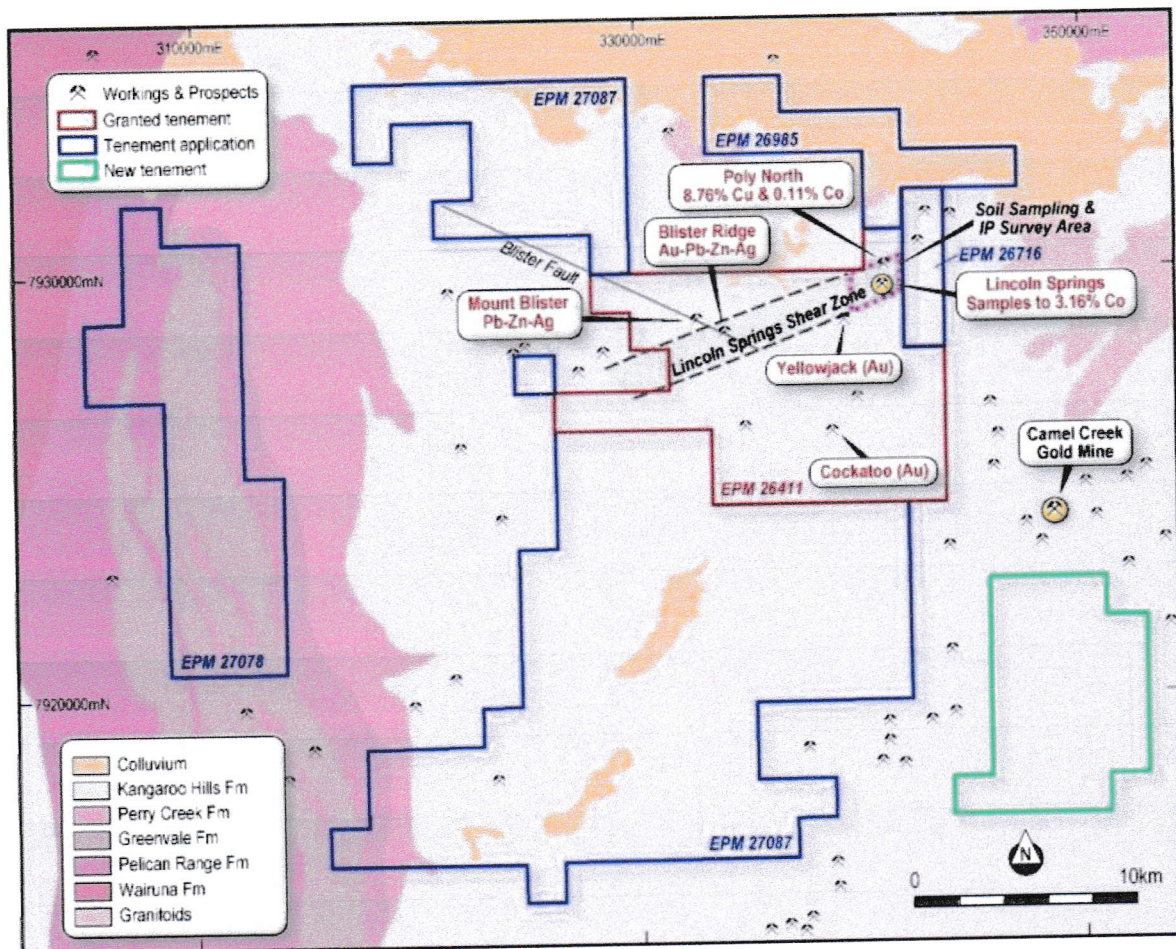 310000mE
330000mE
350000mE
Workings & Prospects
Granted tenement
Tenement application
New tenement
EPM 27087
EPM 26985
Poly North
8.76% Cu & 0.11% Co
Soil Sampling &
IP Survey Area
Blister Ridge
Au-Pb-Zn-Ag
EPM 26716
Blister Fault
7930000mN
Lincoln Springs
Samples to 3.16% Co
Mount Blister
Pb-Zn-Ag
Lincoln Springs Shear Zone
Yellowjack (Au)
Camel Creek
Gold Mine
Cockatoo (Au)
EPM 26411
EPM 27078
7920000mN
Colluvium
Kangaroo Hills Fm
Perry Creek Fm
Greenvale Fm
Pelican Range Fm
Wairuna Fm
Granitoids
EPM 27087
N
0
10km